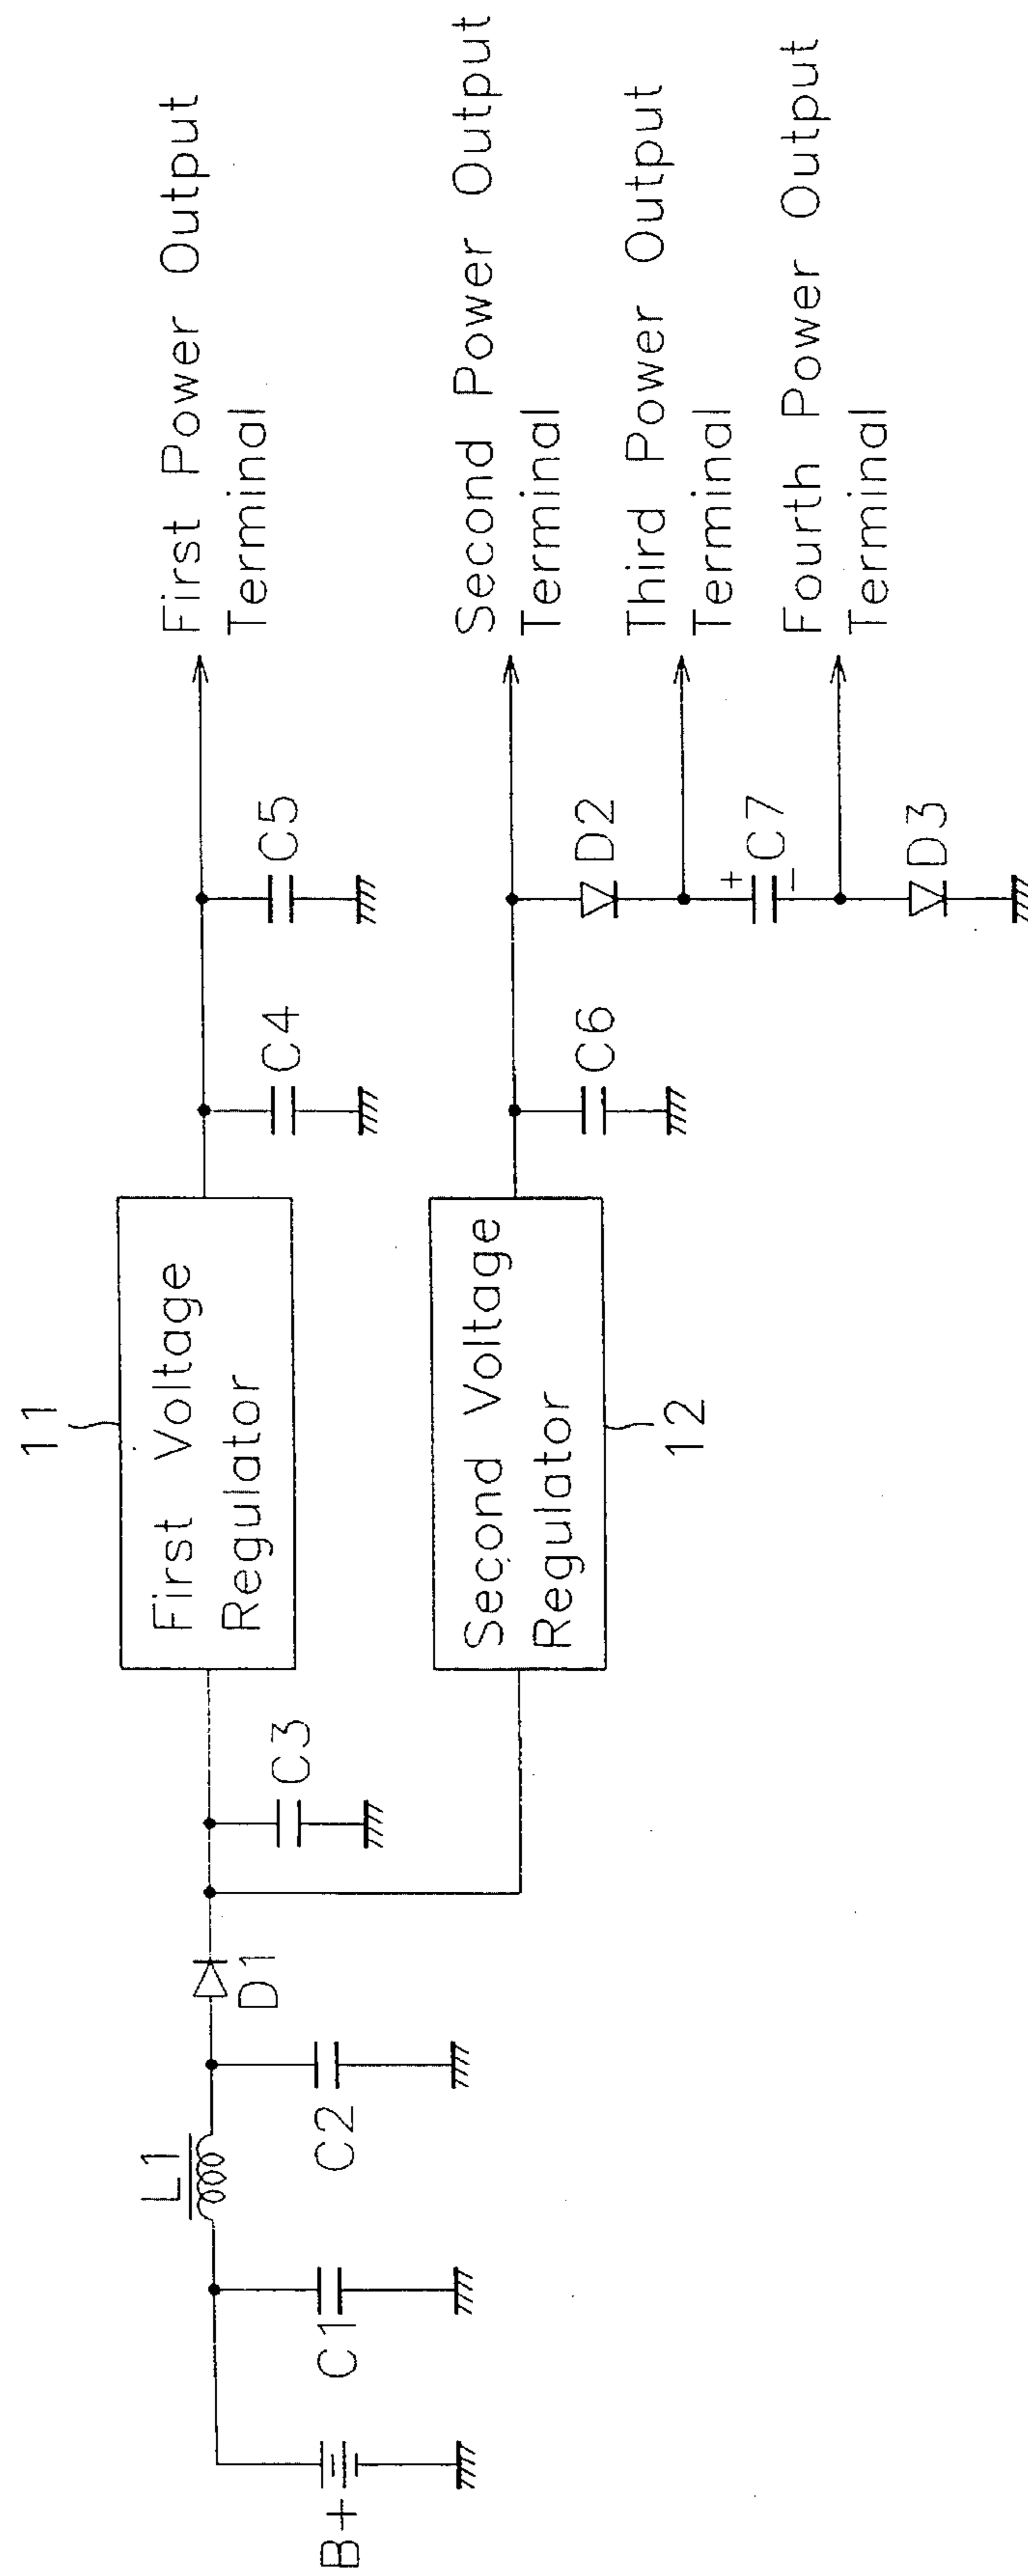 B+
C1
L1
C2
D1
C3
11
First Voltage
Regulator
12
Second Voltage
Regulator
C4
C5
C6
D2
C7
+
−
D3
First Power Output
Terminal
Second Power Output
Terminal
Third Power Output
Terminal
Fourth Power Output
Terminal